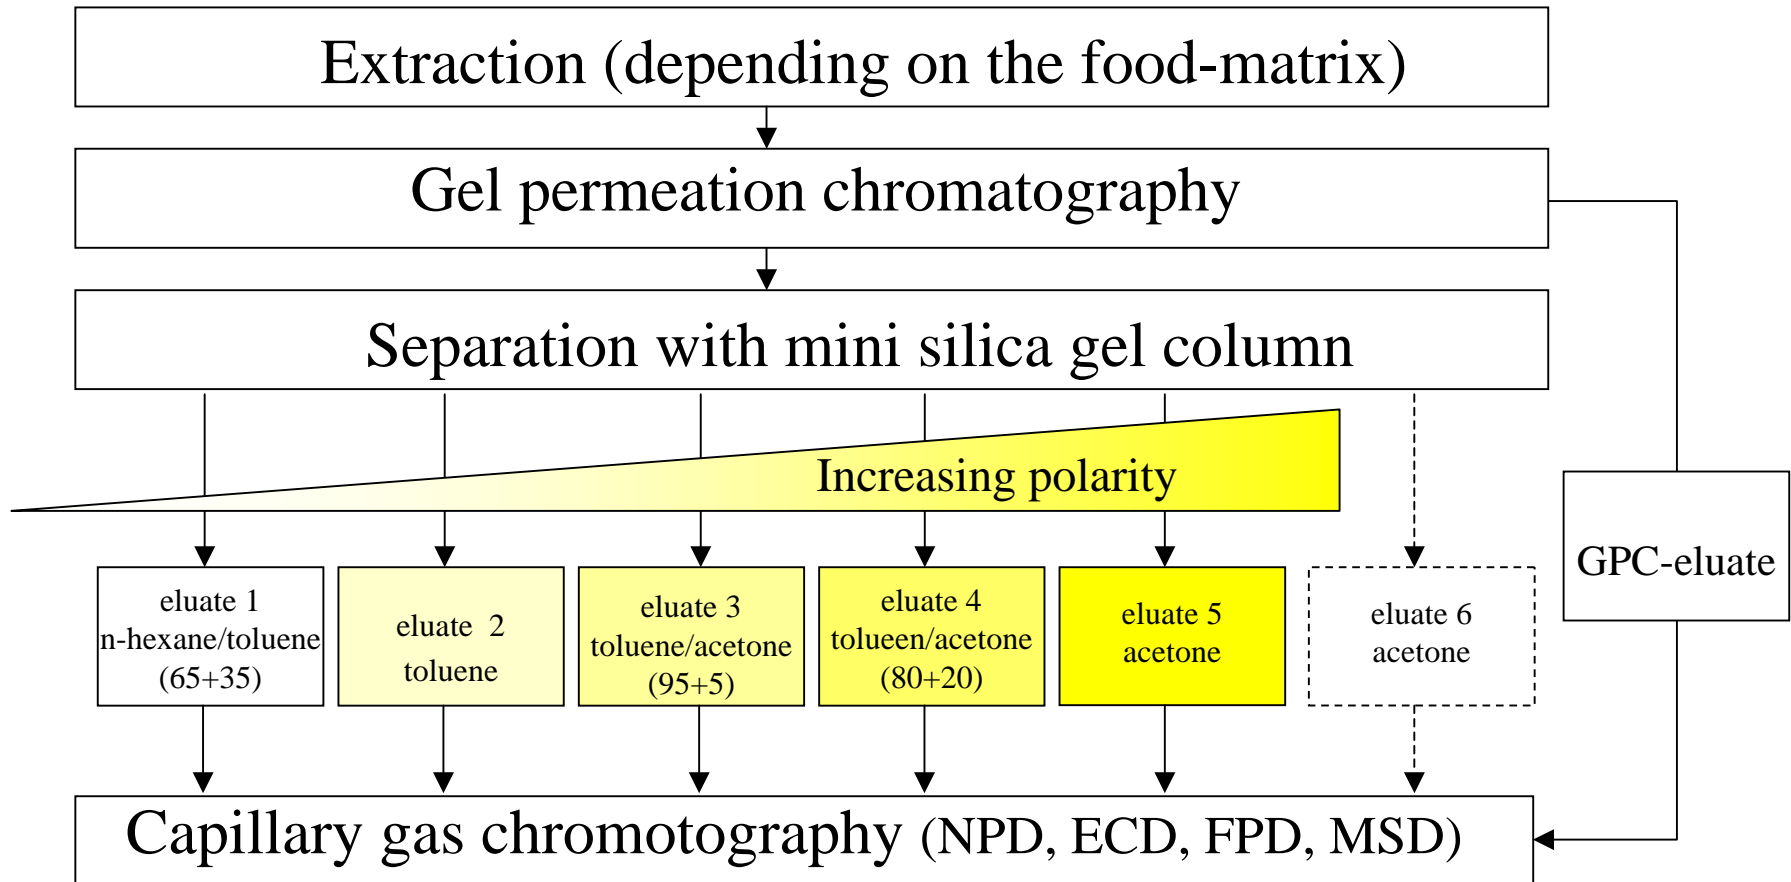 Extraction (depending on the food-matrix)
Gel permeation chromatography
Separation with mini silica gel column
Increasing polarity
eluate 1
n-hexane/toluene
(65+35)
eluate 2
toluene
eluate 3
toluene/acetone
(95+5)
eluate 4
tolueen/acetone
(80+20)
eluate 5
acetone
eluate 6
acetone
GPC-eluate
Capillary gas chromotography (NPD, ECD, FPD, MSD)